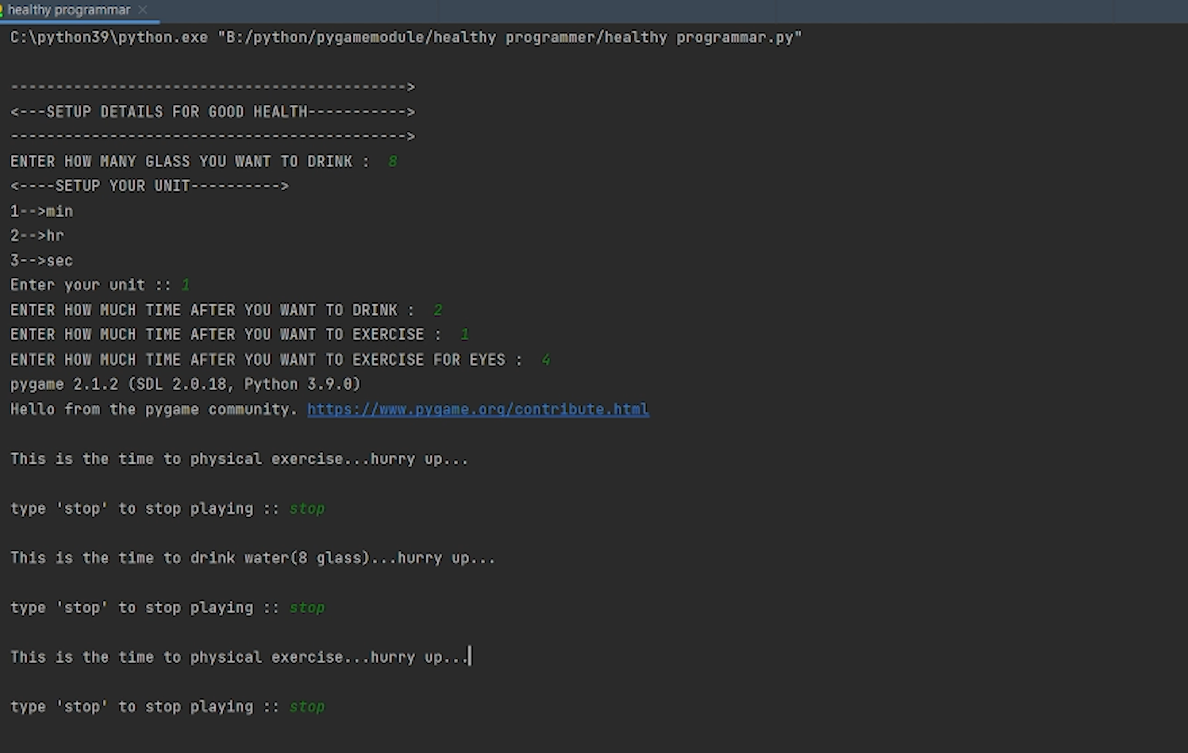 healthy programmar
C:\python39\python.exe "B:/python/pygamemodule/healthy programmer/healthy programmar.py"
-------------------------------------------->
<---SETUP DETAILS FOR GOOD HEALTH----------->
-------------------------------------------->
ENTER HOW MANY GLASS YOU WANT TO DRINK :  8
<----SETUP YOUR UNIT---------->
1-->min
2-->hr
3-->sec
Enter your unit :: 1
ENTER HOW MUCH TIME AFTER YOU WANT TO DRINK :  2
ENTER HOW MUCH TIME AFTER YOU WANT TO EXERCISE :  1
ENTER HOW MUCH TIME AFTER YOU WANT TO EXERCISE FOR EYES :  4
pygame 2.1.2 (SDL 2.0.18, Python 3.9.0)
Hello from the pygame community. https://www.pygame.org/contribute.html
This is the time to physical exercise...hurry up...
type 'stop' to stop playing :: stop
This is the time to drink water(8 glass)...hurry up...
type 'stop' to stop playing :: stop
This is the time to physical exercise...hurry up...
type 'stop' to stop playing :: stop